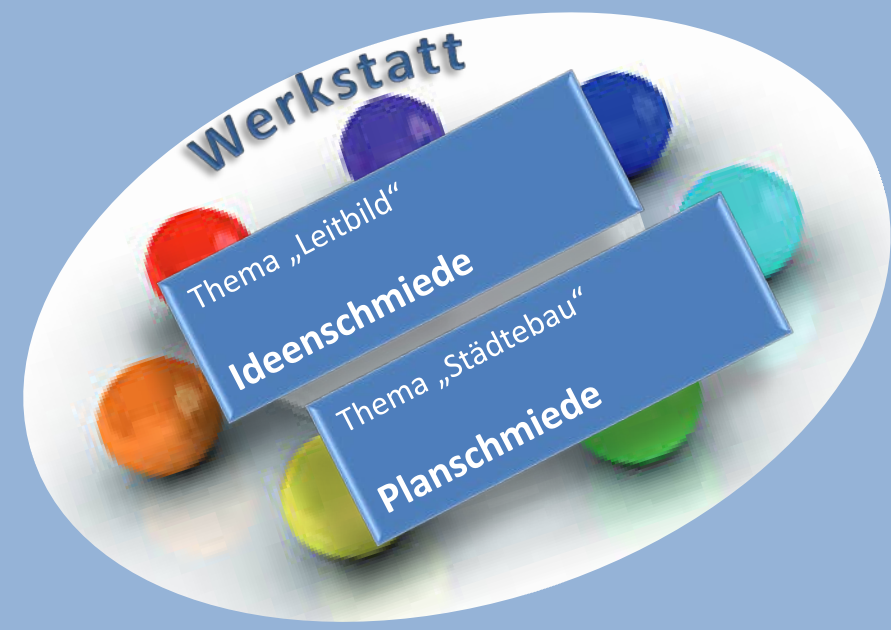 Werkstatt
Thema „Leitbild“
Ideenschmiede
Thema „Städtebau“
Planschmiede